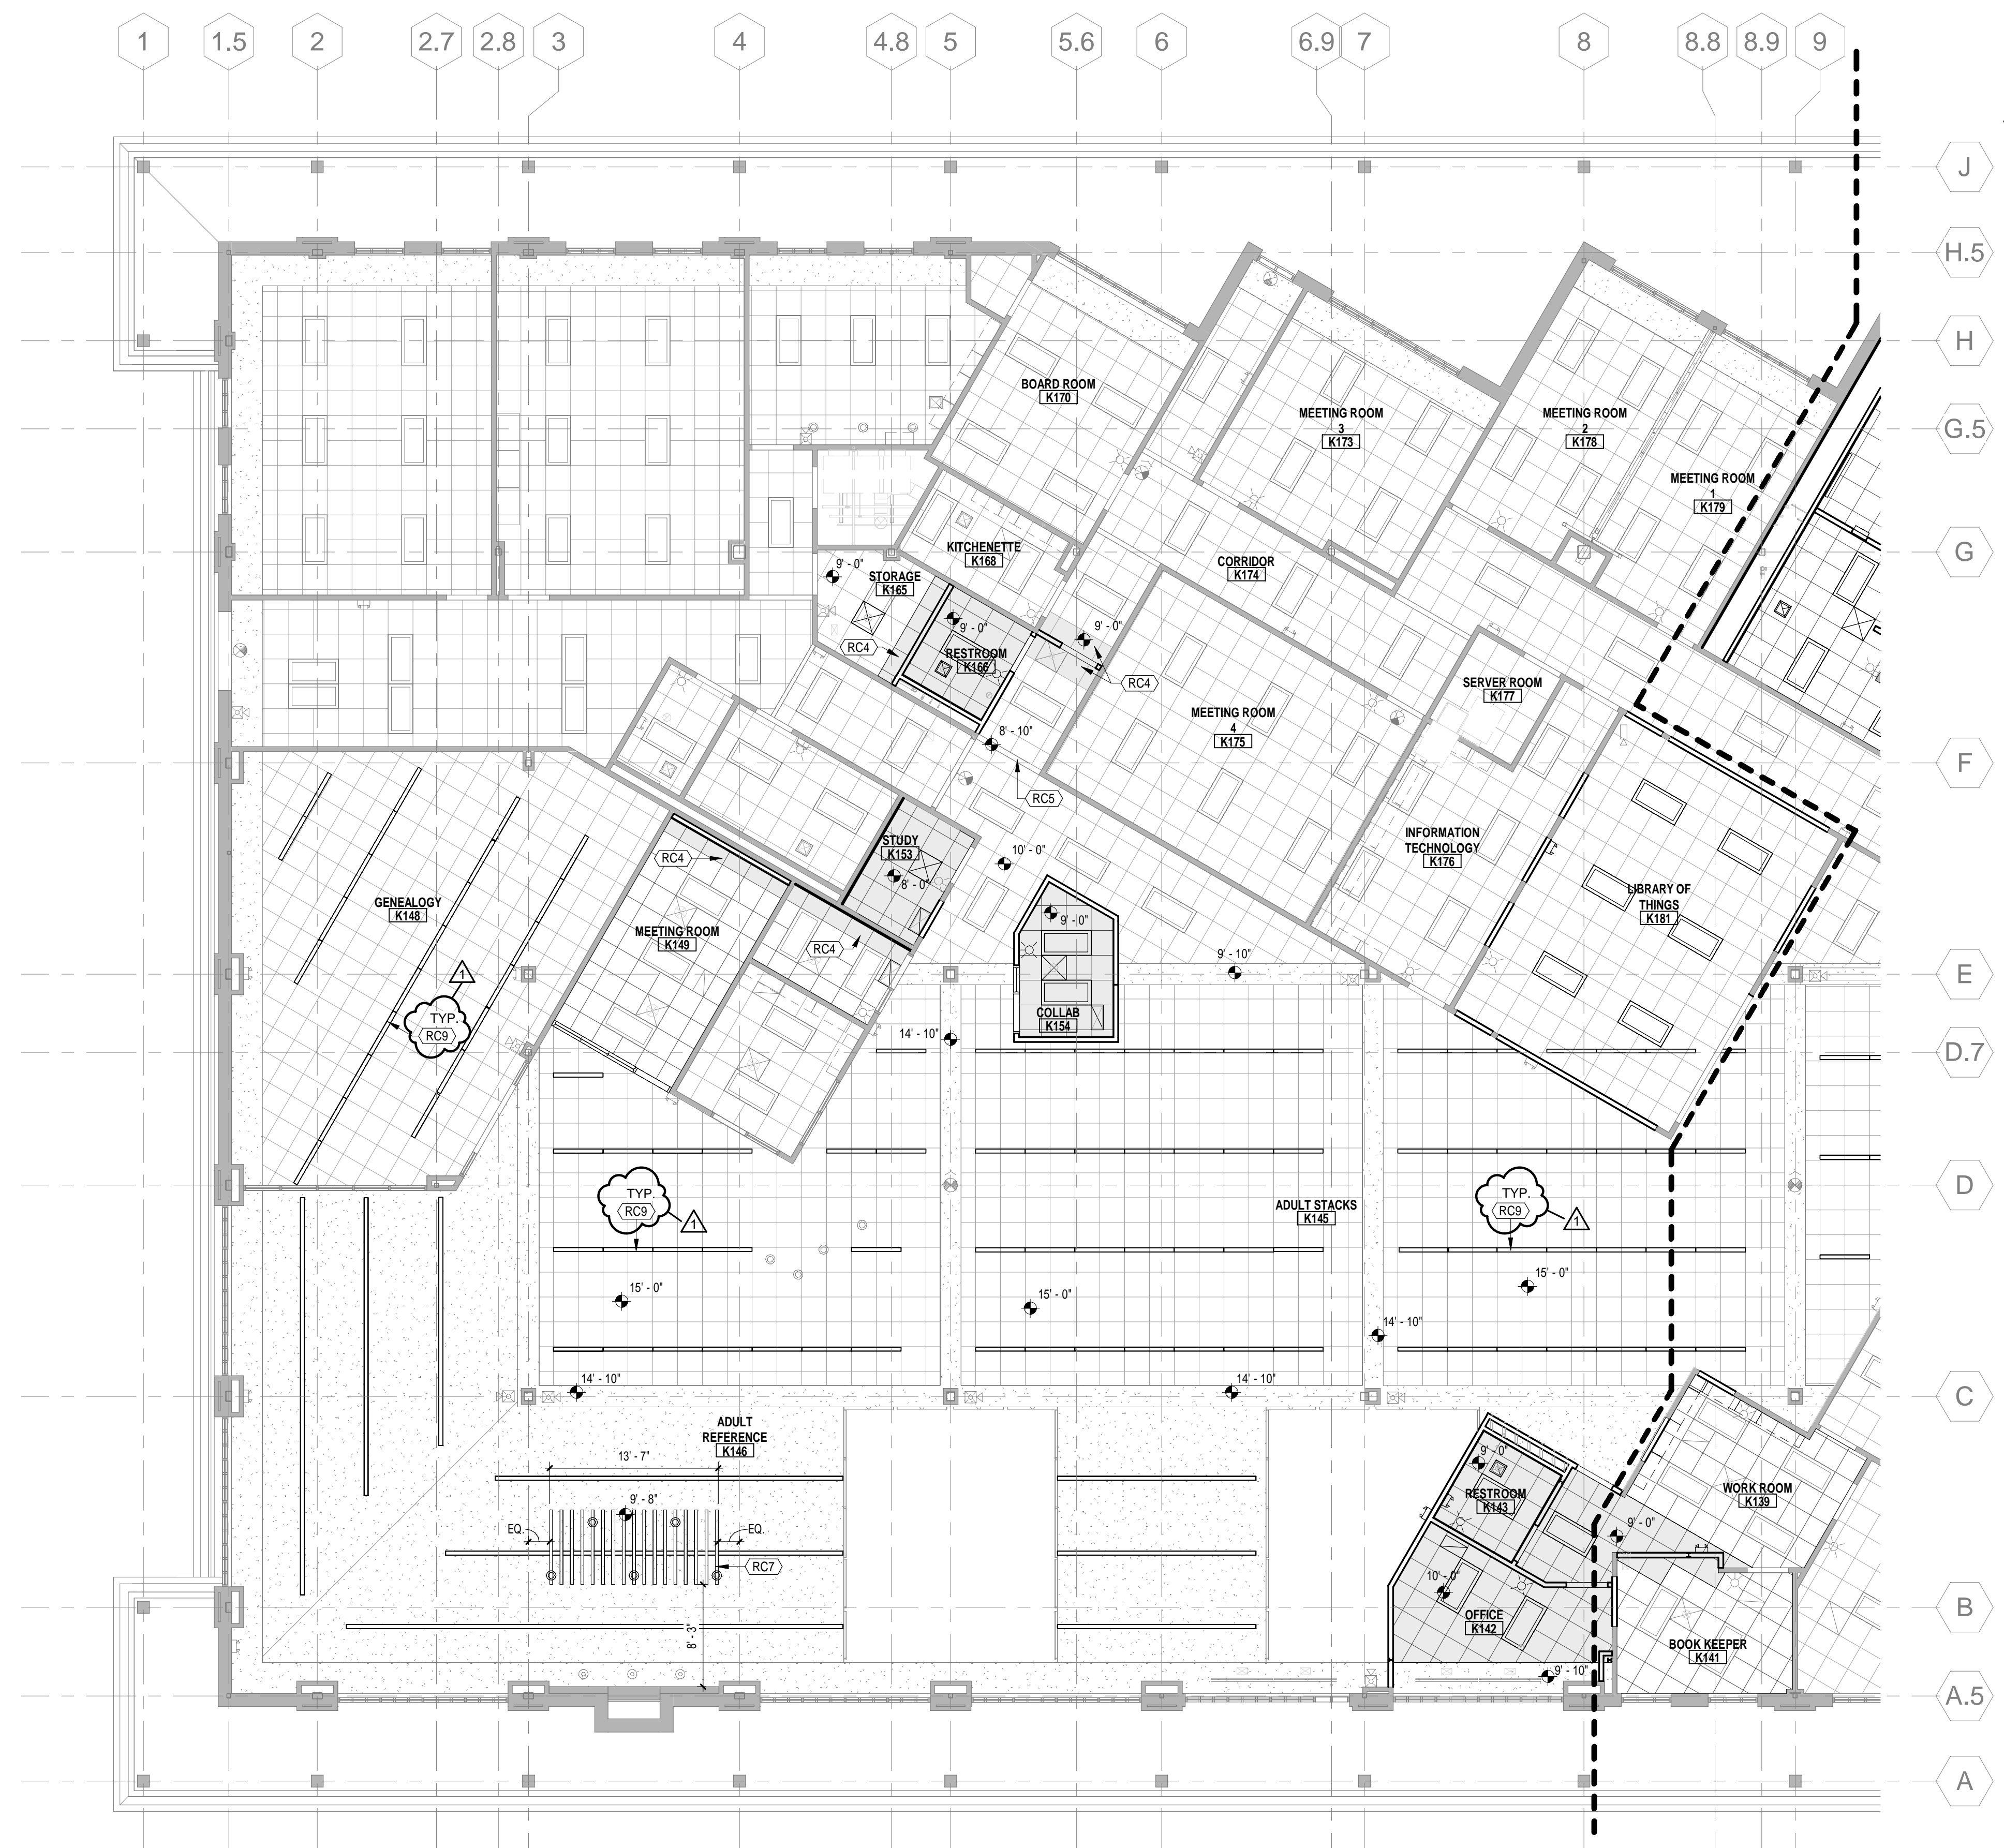 1
1.5
2
2.7
2.8
3
4
4.8
5
5.6
6
6.9
7
8
8.8
8.9
9
J
H.5
H
BOARD ROOM
K170
MEETING ROOM
3
K173
MEETING ROOM
2
K178
G.5
MEETING ROOM
1
K179
G
KITCHENETTE
K168
CORRIDOR
K174
9' - 0"
STORAGE
K165
9' - 0"
9' - 0"
RC4
RESTROOM
K166
RC4
SERVER ROOM
K177
MEETING ROOM
4
K175
8' - 10"
F
RC5
STUDY
K153
8' - 0"
10' - 0"
RC4
INFORMATION
TECHNOLOGY
K176
LIBRARY OF
THINGS
K181
GENEALOGY
K148
MEETING ROOM
K149
RC4
9' - 0"
9' - 10"
E
1
TYP.
RC9
COLLAB
K154
14' - 10"
D.7
D
TYP.
RC9
1
ADULT STACKS
K145
TYP.
RC9
1
15' - 0"
15' - 0"
15' - 0"
14' - 10"
14' - 10"
14' - 10"
C
ADULT
REFERENCE
K146
13' - 7"
9' - 8"
EQ.
EQ.
RC7
8' - 3"
9' - 0"
RESTROOM
K143
WORK ROOM
K139
9' - 0"
10' - 0"
OFFICE
K142
B
BOOK KEEPER
K141
9' - 10"
A.5
A